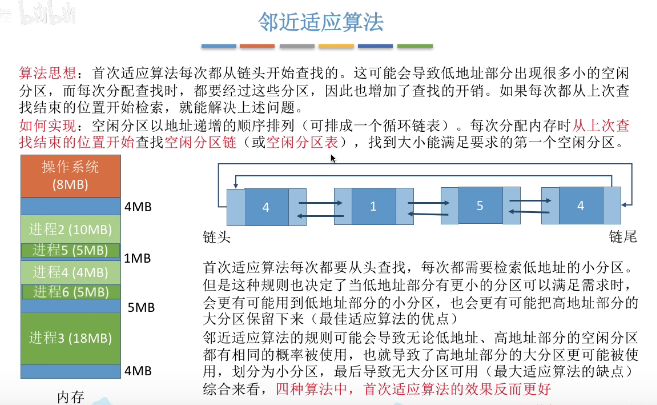 bilibili
邻近适应算法
算法思想：首次适应算法每次都从链头开始查找的。这可能会导致低地址部分出现很多小的空闲
分区，而每次分配查找时，都要经过这些分区，因此也增加了查找的开销。如果每次都从上次查
找结束的位置开始检索，就能解决上述问题。
如何实现：空闲分区以地址递增的顺序排列（可排成一个循环链表）。每次分配内存时从上次查
找结束的位置开始查找空闲分区链（或空闲分区表），找到大小能满足要求的第一个空闲分区。
操作系统
(8MB)
4MB
进程2 (10MB)
进程5 (5MB)
1MB
进程4 (4MB)
进程6 (5MB)
5MB
进程3 (18MB)
4MB
内存
4
1
5
4
链头
链尾
首次适应算法每次都要从头查找，每次都需要检索低地址的小分区。
但是这种规则也决定了当低地址部分有更小的分区可以满足需求时，
会更有可能用到低地址部分的小分区，也会更有可能把高地址部分的
大分区保留下来（最佳适应算法的优点）
邻近适应算法的规则可能会导致无论低地址、高地址部分的空闲分区
都有相同的概率被使用，也就导致了高地址部分的大分区更可能被使
用，划分为小分区，最后导致无大分区可用（最大适应算法的缺点）
综合来看，四种算法中，首次适应算法的效果反而更好